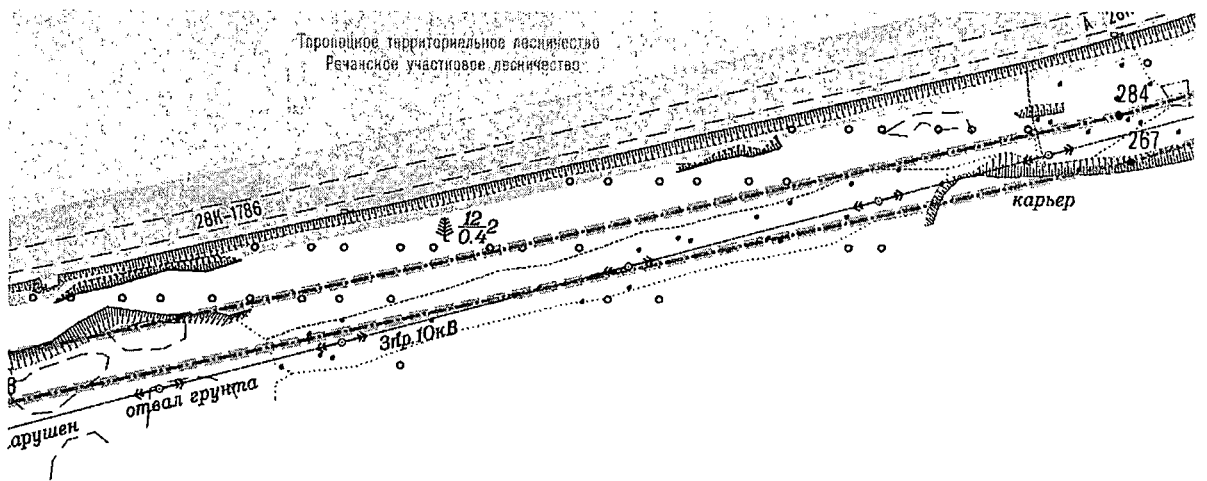 Торопецкое территориальное лесничество
Речанское участковое лесничество
28К-1786
284
267
карьер
12
0.4 2
3пр.10кВ
отвал грунта
арушен